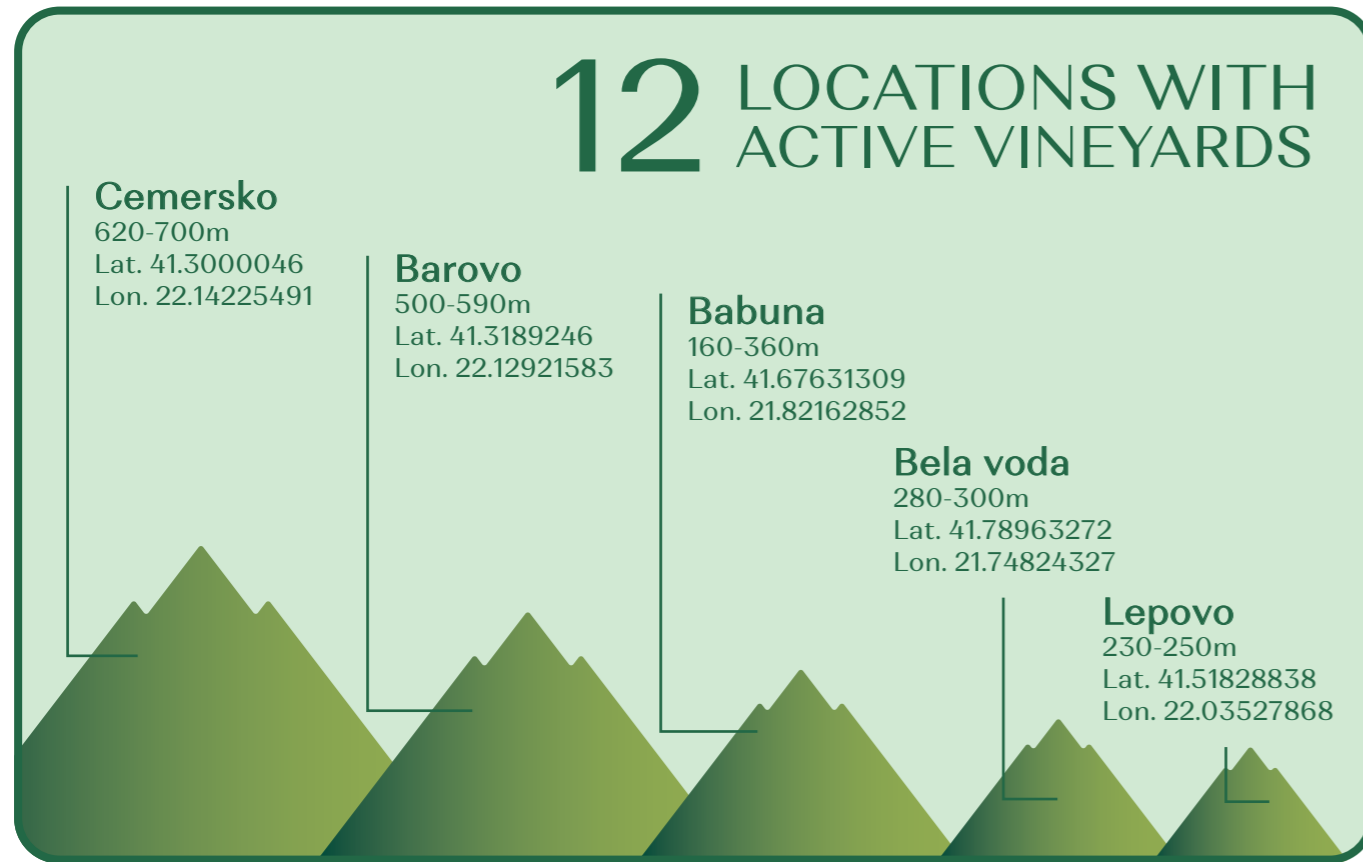 12 LOCATIONS WITH
ACTIVE VINEYARDS
Cemersko
620-700m
Lat. 41.3000046
Lon. 22.14225491
Barovo
500-590m
Lat. 41.3189246
Lon. 22.12921583
Babuna
160-360m
Lat. 41.67631309
Lon. 21.82162852
Bela voda
280-300m
Lat. 41.78963272
Lon. 21.74824327
Lepovo
230-250m
Lat. 41.51828838
Lon. 22.03527868